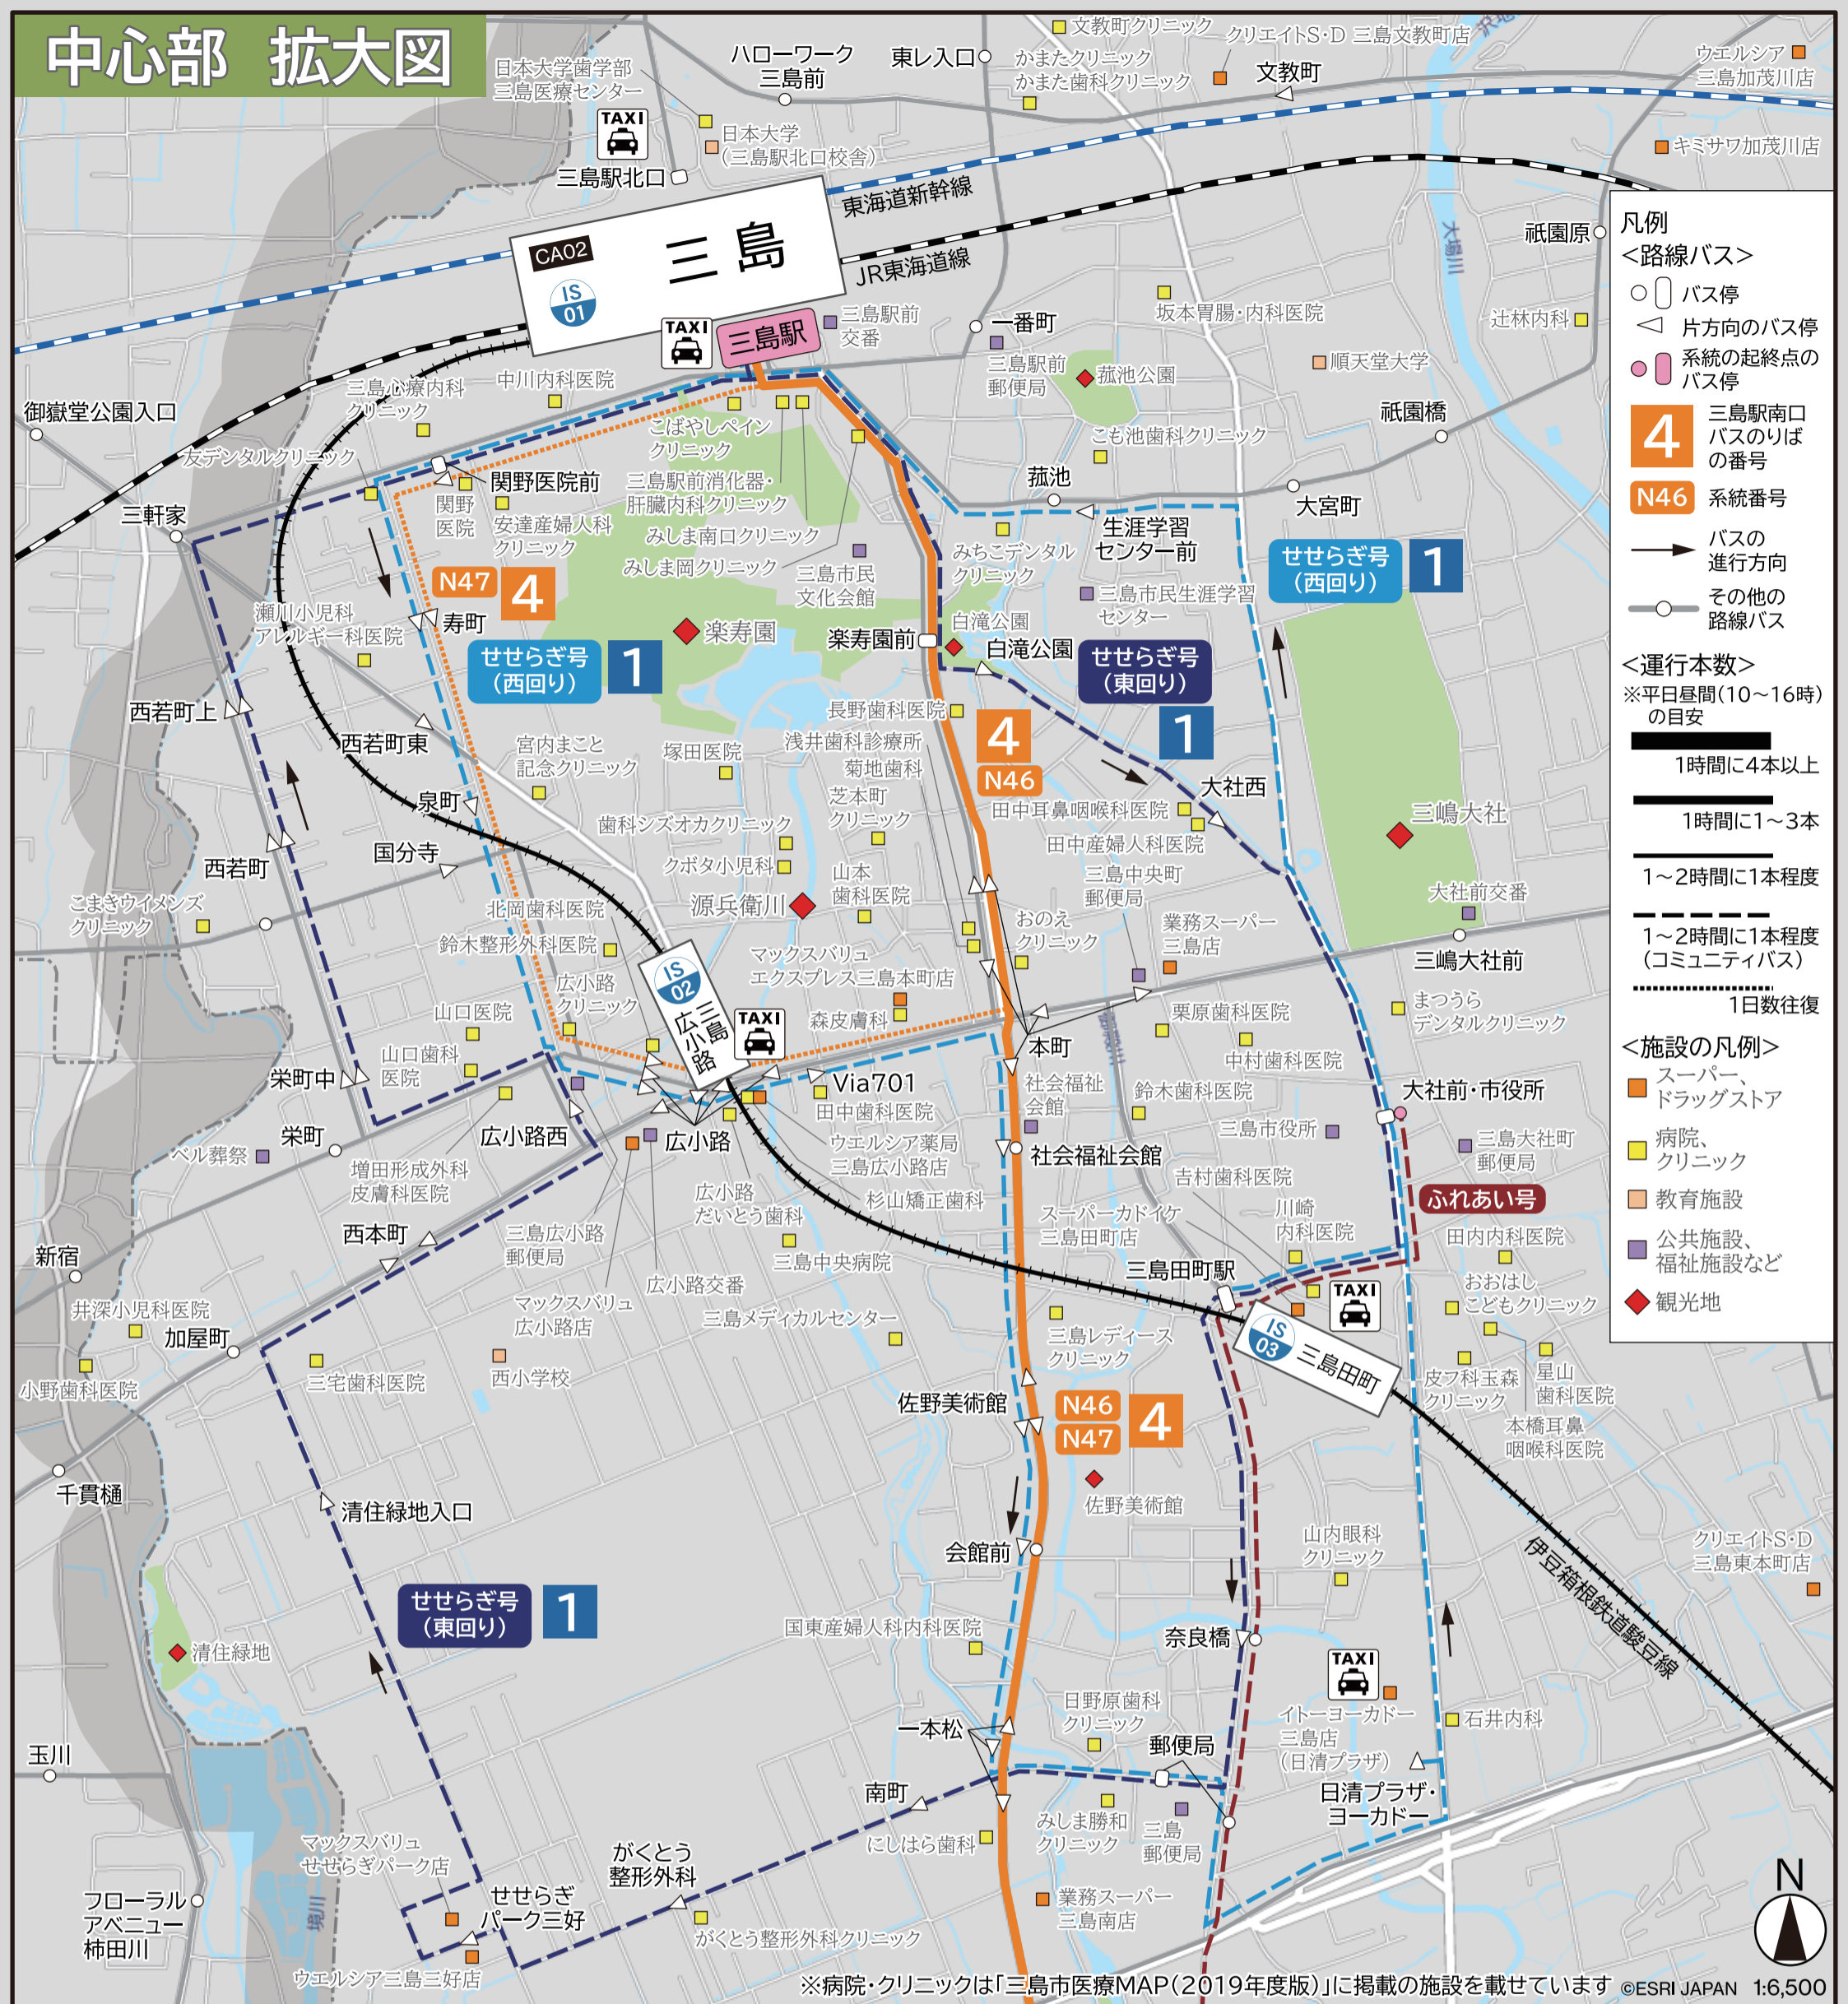 中心部 拡大図
文教町クリニック
クリエイトS・D 三島文教町店
ハローワーク
三島前
東レ入口
かまたクリニック
かまた歯科クリニック
文教町
ウエルシア
三島加茂川店
日本大学歯学部
三島医療センター
TAXI
日本大学
(三島駅北口校舎)
三島駅北口
キミサワ加茂川店
東海道新幹線
JR東海道線
大場川
祇園原
CA02
三島
IS
01
TAXI
三島駅
三島駅前
交番
一番町
三島駅前
郵便局
菰池公園
坂本胃腸・内科医院
辻林内科
順天堂大学
祇園橋
御嶽堂公園入口
三島心療内科
クリニック
中川内科医院
こばやしペイン
クリニック
こも池歯科クリニック
友デンタルクリニック
関野医院前
関野
医院
安達産婦人科
クリニック
三島駅前消化器・
肝臓内科クリニック
みしま南口クリニック
みしま岡クリニック
菰池
大宮町
生涯学習
センター前
三軒家
みちこデンタル
クリニック
三島市民
文化会館
三島市民生涯学習
センター
せせらぎ号
(西回り)
1
N47
4
瀬川小児科
アレルギー科医院
寿町
楽寿園
楽寿園前
白滝公園
白滝公園
せせらぎ号
(西回り)
1
せせらぎ号
(東回り)
1
西若町上
西若町東
宮内まこと
記念クリニック
塚田医院
長野歯科医院
浅井歯科診療所
菊地歯科
4
N46
大社西
泉町
芝本町
クリニック
田中耳鼻咽喉科医院
田中産婦人科医院
三嶋大社
歯科シズオカクリニック
クボタ小児科
国分寺
西若町
山本
歯科医院
三島中央町
郵便局
大社前交番
こまきウイメンズ
クリニック
北岡歯科医院
源兵衛川
おのえ
クリニック
業務スーパー
三島店
鈴木整形外科医院
マックスバリュ
エクスプレス三島本町店
三嶋大社前
広小路
クリニック
IS
02
三島
広小路
TAXI
山口医院
森皮膚科
栗原歯科医院
まつうら
デンタルクリニック
山口歯科
医院
栄町中
本町
中村歯科医院
Via701
田中歯科医院
社会福祉
会館
鈴木歯科医院
大社前・市役所
栄町
ベル葬祭
広小路西
広小路
ウエルシア薬局
三島広小路店
三島市役所
三島大社町
郵便局
社会福祉会館
増田形成外科
皮膚科医院
広小路
だいとう歯科
杉山矯正歯科
吉村歯科医院
ふれあい号
西本町
三島広小路
郵便局
スーパーカドイケ
三島田町店
川崎
内科医院
田内内科医院
新宿
広小路交番
三島中央病院
三島田町駅
おおはし
こどもクリニック
マックスバリュ
広小路店
TAXI
井深小児科医院
加屋町
三島メディカルセンター
三島レディース
クリニック
IS
03
三島田町
小野歯科医院
三宅歯科医院
西小学校
皮フ科玉森
クリニック
星山
歯科医院
佐野美術館
N46
N47
4
本橋耳鼻
咽喉科医院
千貫樋
清住緑地入口
佐野美術館
会館前
山内眼科
クリニック
クリエイトS・D
三島東本町店
伊豆箱根鉄道駿豆線
せせらぎ号
(東回り)
1
国東産婦人科内科医院
奈良橋
清住緑地
TAXI
日野原歯科
クリニック
イトーヨーカドー
三島店
(日清プラザ)
石井内科
一本松
郵便局
玉川
南町
日清プラザ・
ヨーカドー
みしま勝和
クリニック
三島
郵便局
マックスバリュ
せせらぎパーク店
がくとう
整形外科
にしはら歯科
フローラル
アベニュー
柿田川
境川
せせらぎ
パーク三好
業務スーパー
三島南店
がくとう整形外科クリニック
ウエルシア三島三好店
N
※病院・クリニックは「三島市医療MAP(2019年度版)」に掲載の施設を載せています ©ESRI JAPAN 1:6,500
凡例
<路線バス>
バス停
片方向のバス停
系統の起終点の
バス停
4
三島駅南口
バスのりば
の番号
N46
系統番号
バスの
進行方向
その他の
路線バス
<運行本数>
※平日昼間(10〜16時)
の目安
1時間に4本以上
1時間に1〜3本
1〜2時間に1本程度
1〜2時間に1本程度
(コミュニティバス)
1日数往復
<施設の凡例>
スーパー、
ドラッグストア
病院、
クリニック
教育施設
公共施設、
福祉施設など
観光地